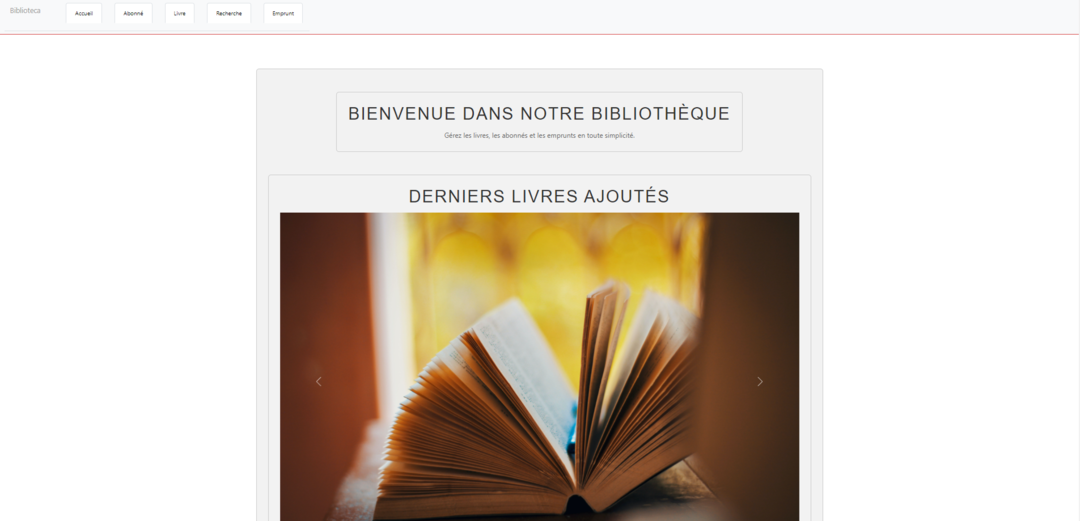 Biblioteca
Accueil
Abonné
Livre
Recherche
Emprunt
BIENVENUE DANS NOTRE BIBLIOTHÈQUE
Gérez les livres, les abonnés et les emprunts en toute simplicité.
DERNIERS LIVRES AJOUTÉS